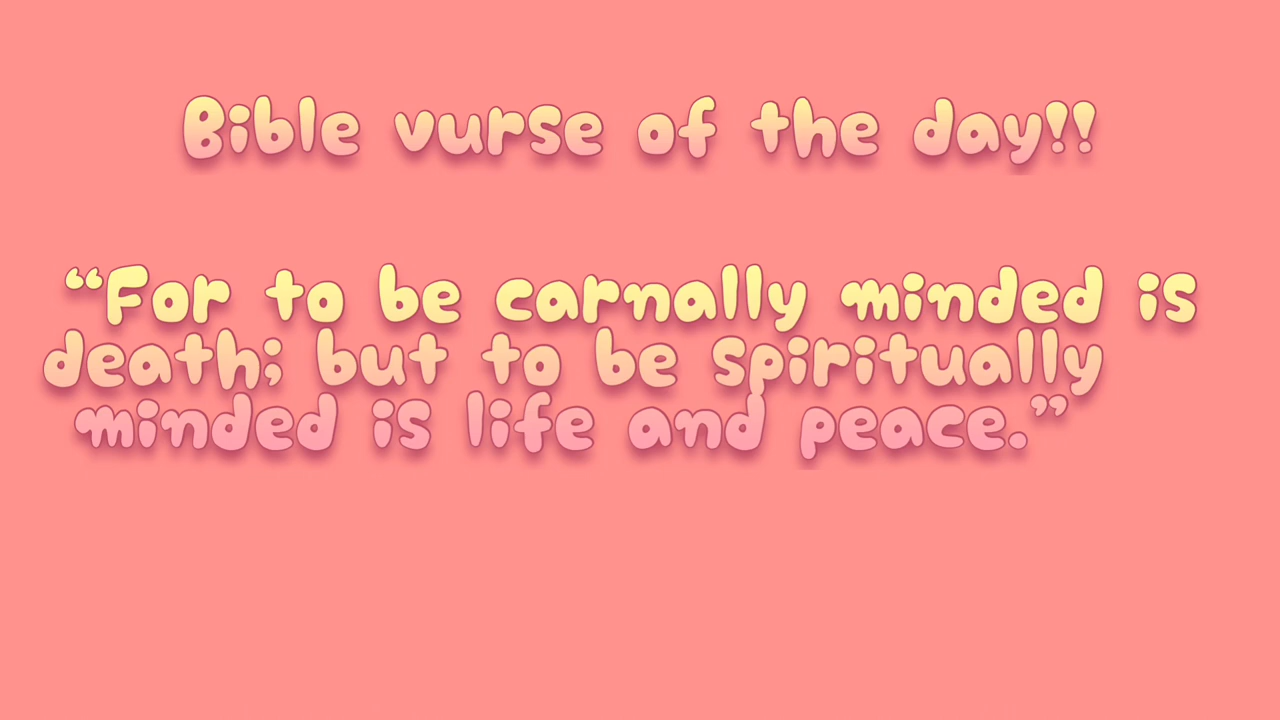 Bible vurse of the day!!
“For to be carnally minded is
death; but to be spiritually
minded is life and peace.”